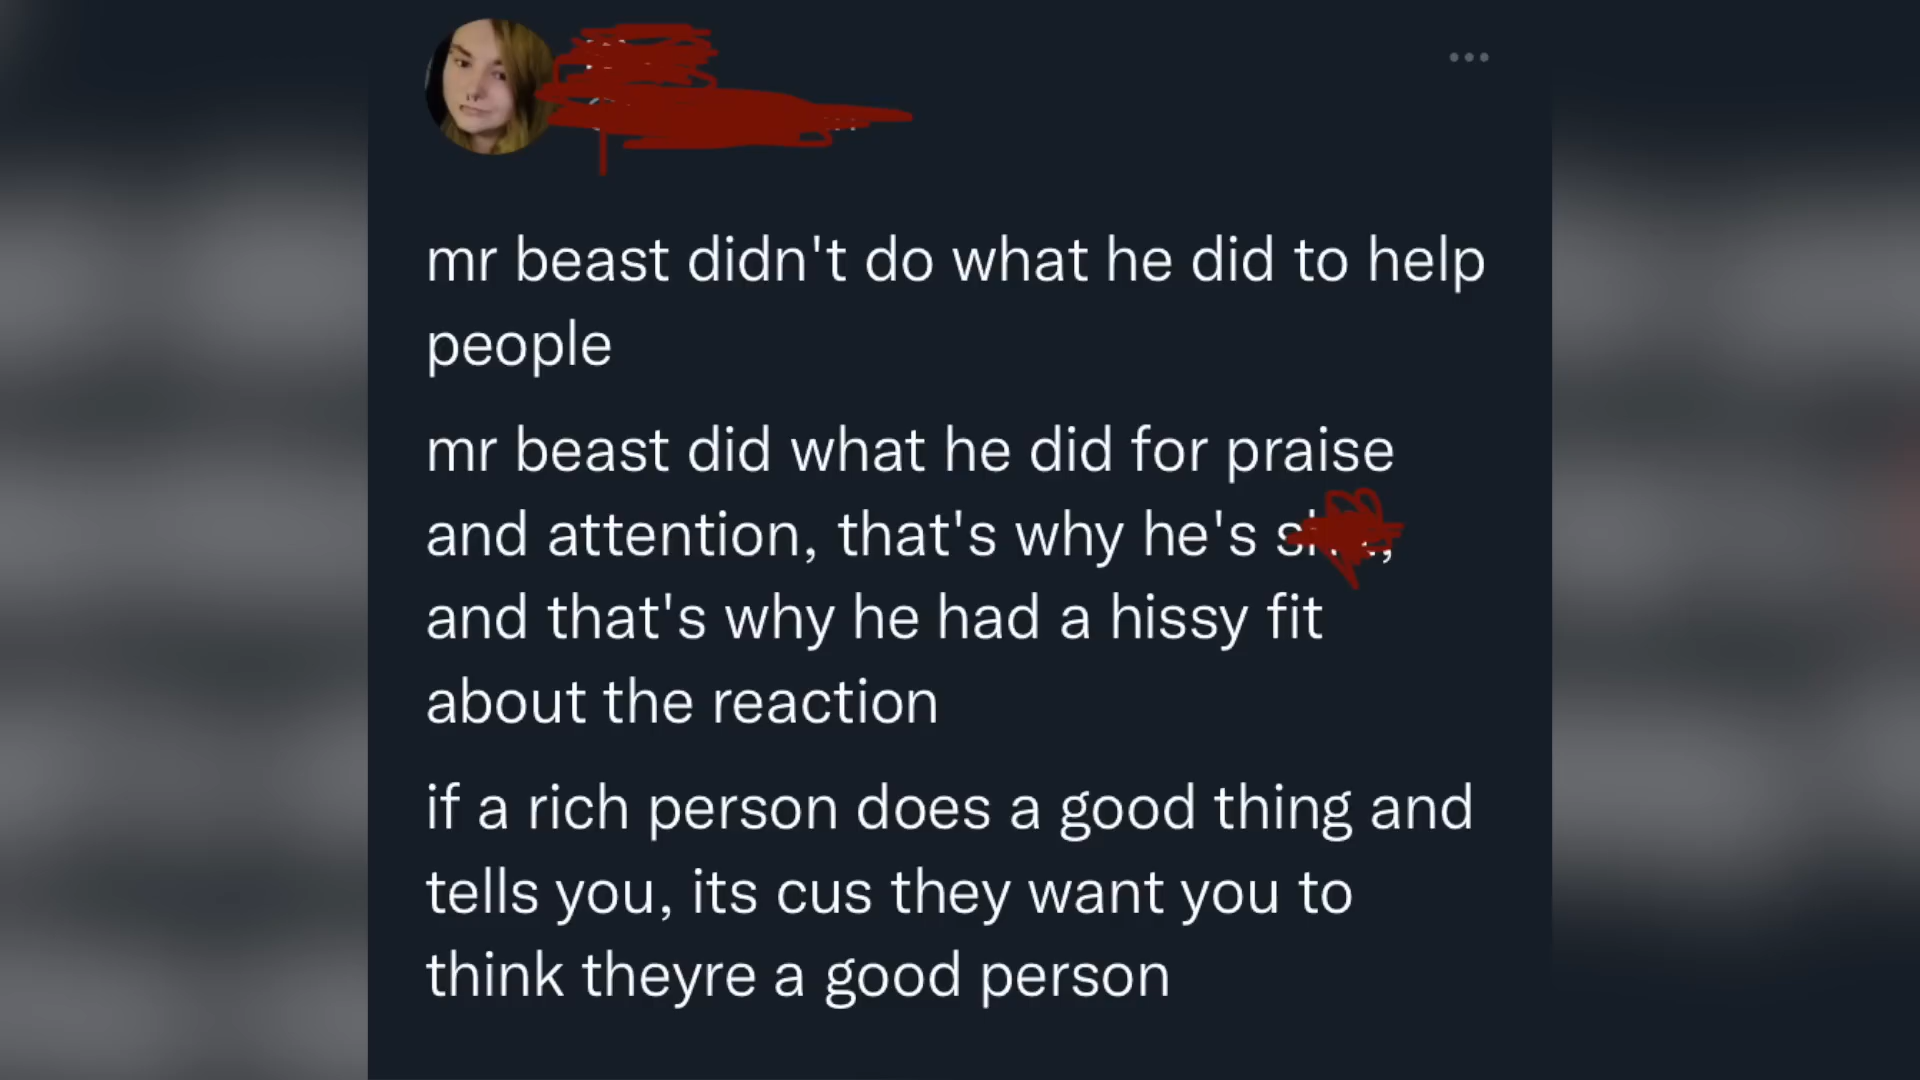 mr beast didn't do what he did to help
people
mr beast did what he did for praise
and attention, that's why he's
and that's why he had a hissy fit
about the reaction
if a rich person does a good thing and
tells you, its cus they want you to
think theyre a good person